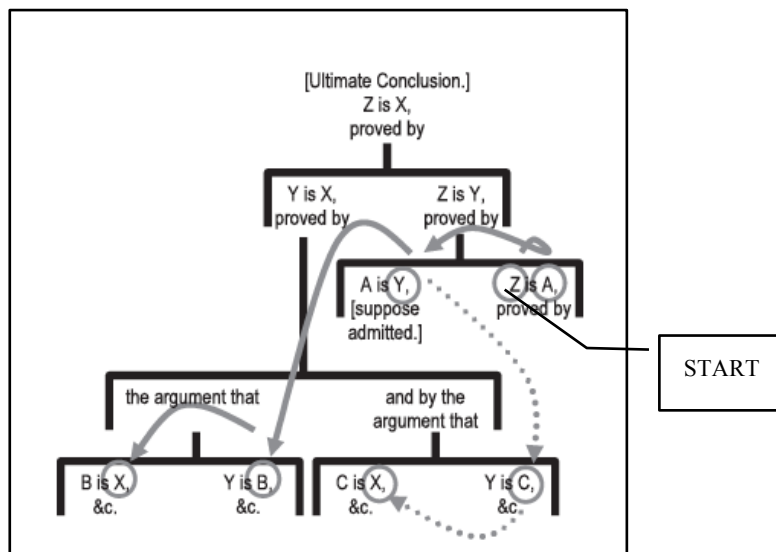 [Ultimate Conclusion.]
Z is X,
proved by
Y is X,
proved by
Z is Y,
proved by
A is Y,
[suppose
admitted.]
Z is A,
proved by
START
the argument that
and by the
argument that
B is X,
&c.
Y is B,
&c.
C is X,
&c.
Y is C,
&c.